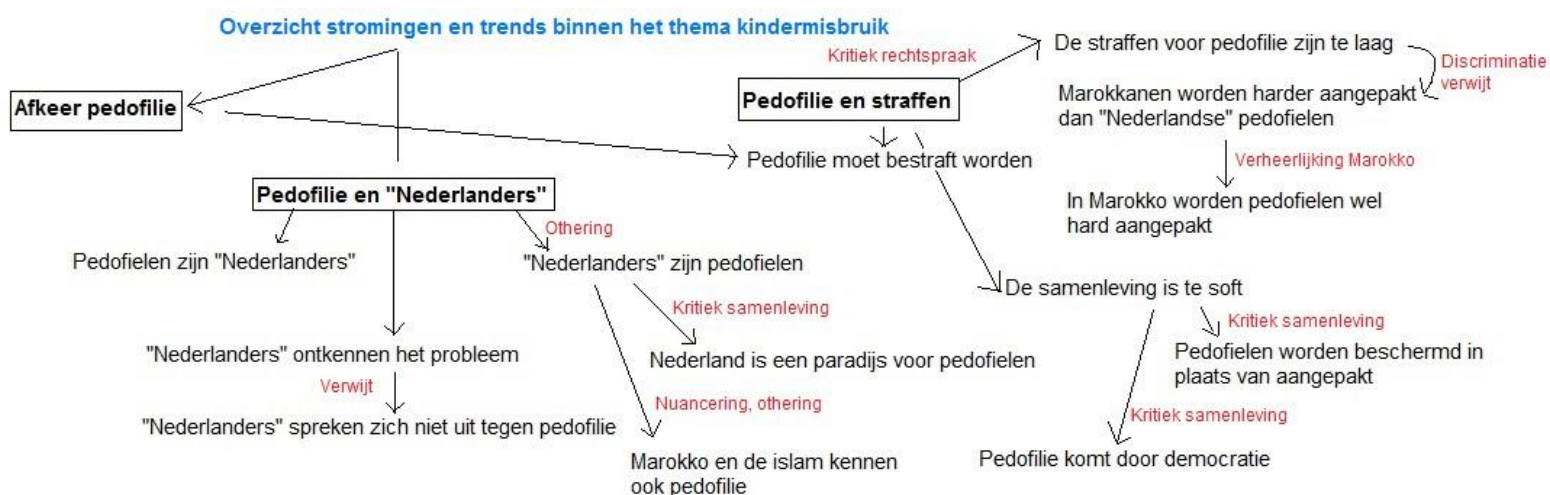 Overzicht stromingen en trends binnen het thema kindermisbruik
Afkeer pedofilie
Pedofilie en "Nederlanders"
Pedofielen zijn "Nederlanders"
Othering
"Nederlanders" zijn pedofielen
Kritiek samenleving
Nederland is een paradijs voor pedofielen
Nuancering, othering
Marokko en de islam kennen
ook pedofilie
"Nederlanders" ontkennen het probleem
Verwijt
"Nederlanders" spreken zich niet uit tegen pedofilie
Pedofilie en straffen
Kritiek rechtspraak
De straffen voor pedofilie zijn te laag
Discriminatie
verwijt
Marokkanen worden harder aangepakt
dan "Nederlandse" pedofielen
Verheerlijking Marokko
In Marokko worden pedofielen wel
hard aangepakt
Pedofilie moet bestraft worden
De samenleving is te soft
Kritiek samenleving
Pedofielen worden beschermd in
plaats van aangepakt
Kritiek samenleving
Pedofilie komt door democratie